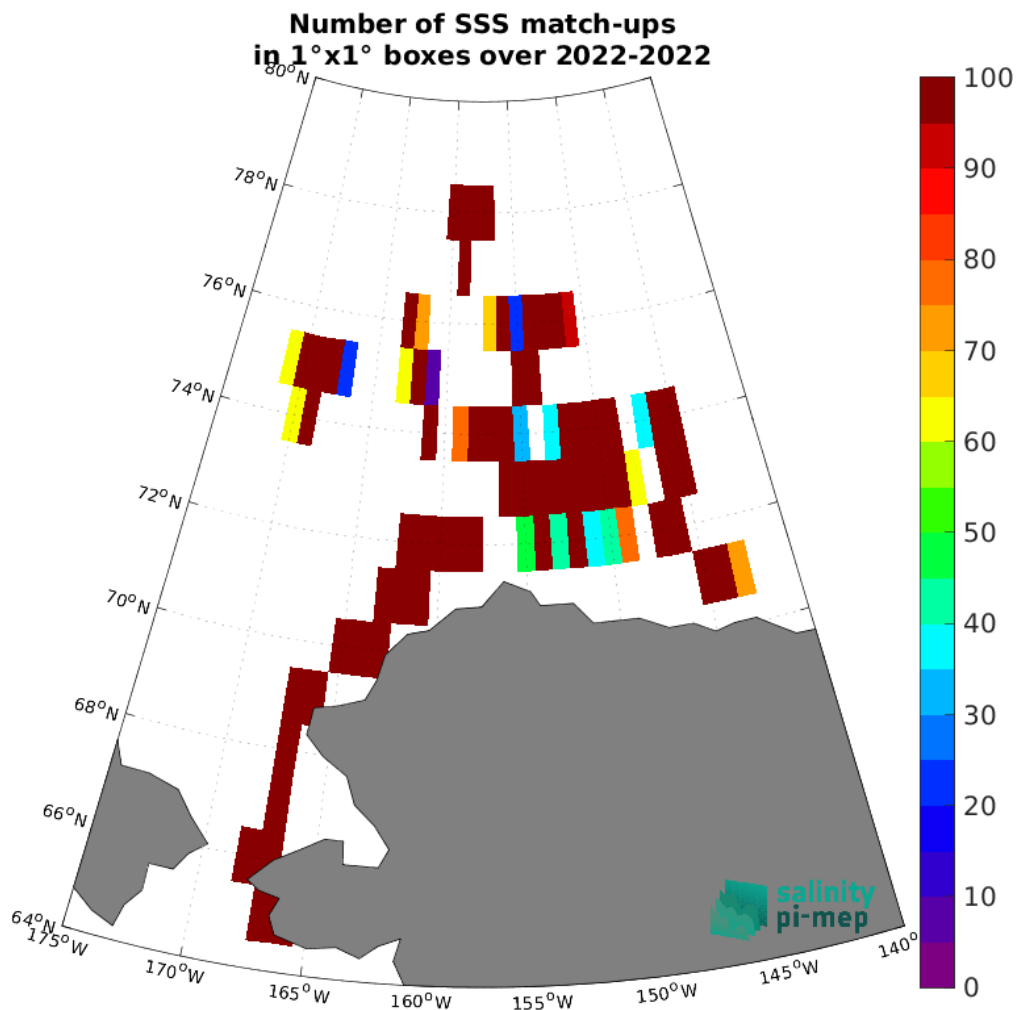 Number of SSS match-ups
in 1°x1° boxes over 2022-2022
80°N
78°N
76°N
74°N
72°N
70°N
68°N
66°N
64°N
175°W
170°W
165°W
160°W
155°W
150°W
145°W
140°
100
90
80
70
60
50
40
30
20
10
0
salinity
pi-mep